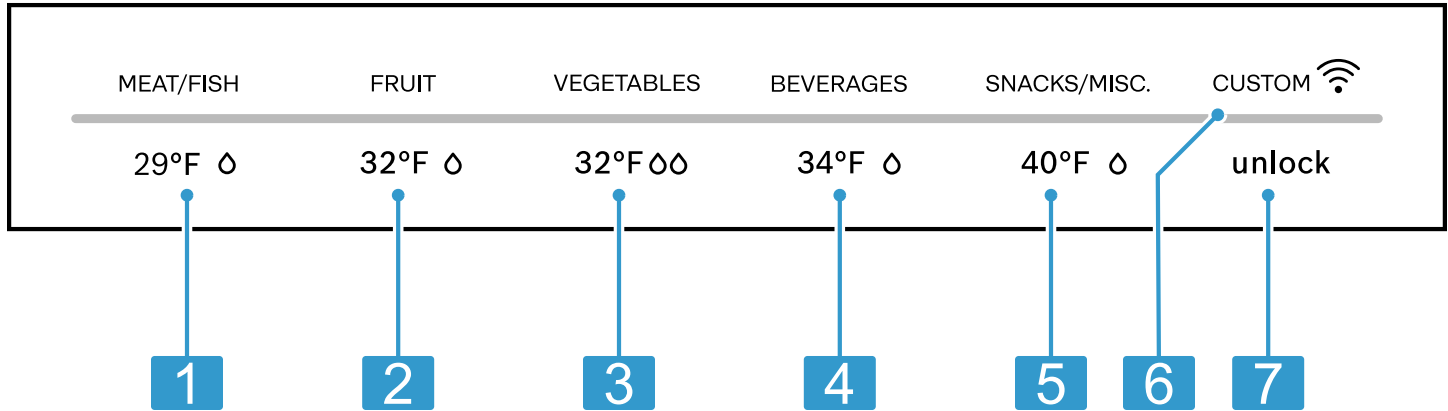 MEAT/FISH FRUIT VEGETABLES BEVERAGES SNACKS/MISC. CUSTOM
29°F 32°F 32°F 34°F 40°F unlock
1 2 3 4 5 6 7